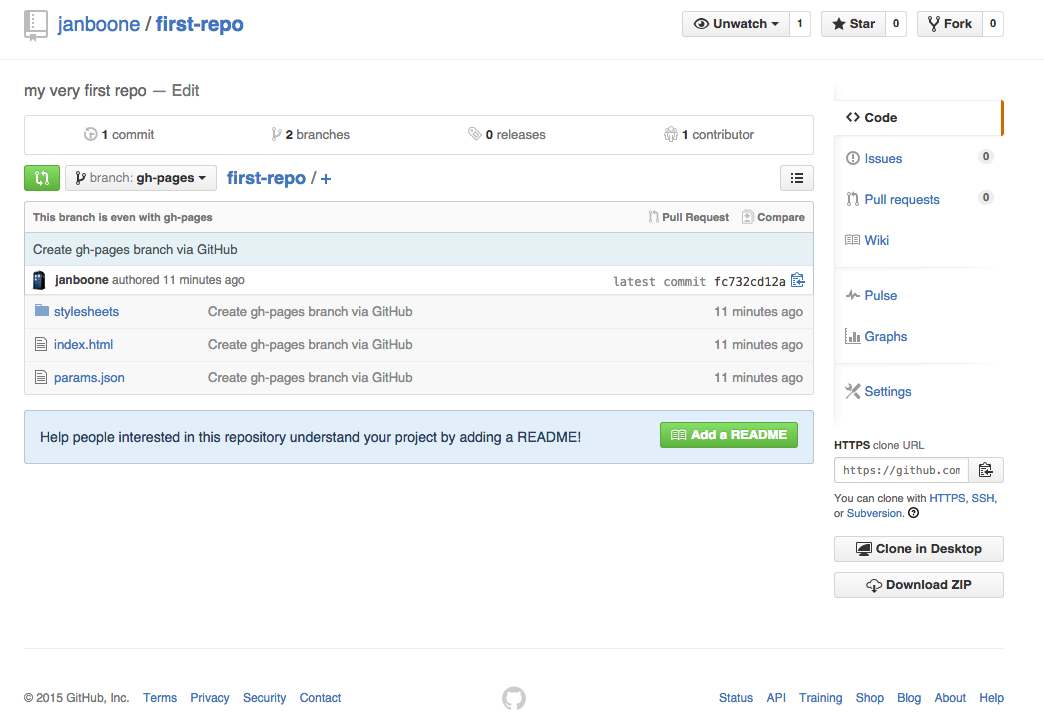 janboone / first-repo
Unwatch 1 Star 0 Fork 0
my very first repo — Edit
1 commit 2 branches 0 releases 1 contributor
branch: gh-pages first-repo / +
This branch is even with gh-pages Pull Request Compare
Create gh-pages branch via GitHub
janboone authored 11 minutes ago latest commit fc732cd12a
stylesheets Create gh-pages branch via GitHub 11 minutes ago
index.html Create gh-pages branch via GitHub 11 minutes ago
params.json Create gh-pages branch via GitHub 11 minutes ago
Help people interested in this repository understand your project by adding a README! Add a README
Code
Issues 0
Pull requests 0
Wiki
Pulse
Graphs
Settings
HTTPS clone URL
https://github.com
You can clone with HTTPS, SSH,
or Subversion.
Clone in Desktop
Download ZIP
© 2015 GitHub, Inc. Terms Privacy Security Contact
Status API Training Shop Blog About Help